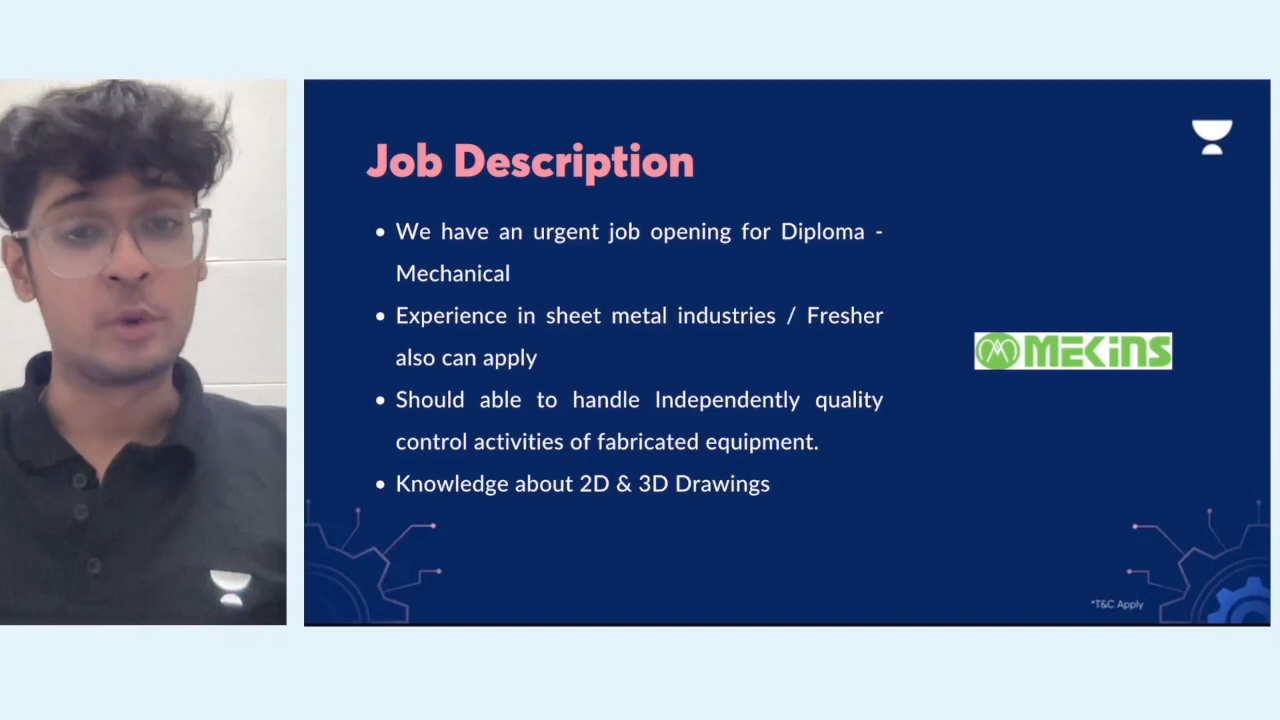 Job Description
• We have an urgent job opening for Diploma -
Mechanical
• Experience in sheet metal industries / Fresher
also can apply
• Should able to handle Independently quality
control activities of fabricated equipment.
• Knowledge about 2D & 3D Drawings
MEKiNS
*T&C Apply